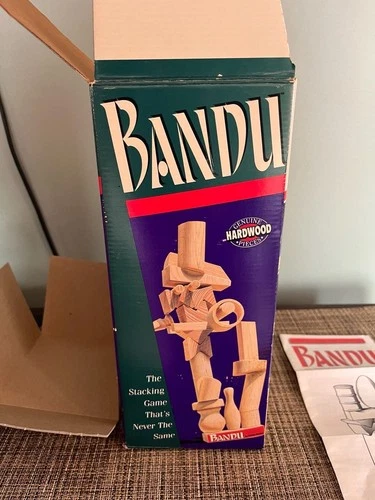 BANDU
GENUINE
HARDWOOD
PIECES
The
Stacking
Game
That's
Never The
Same
BANDU
BANDU